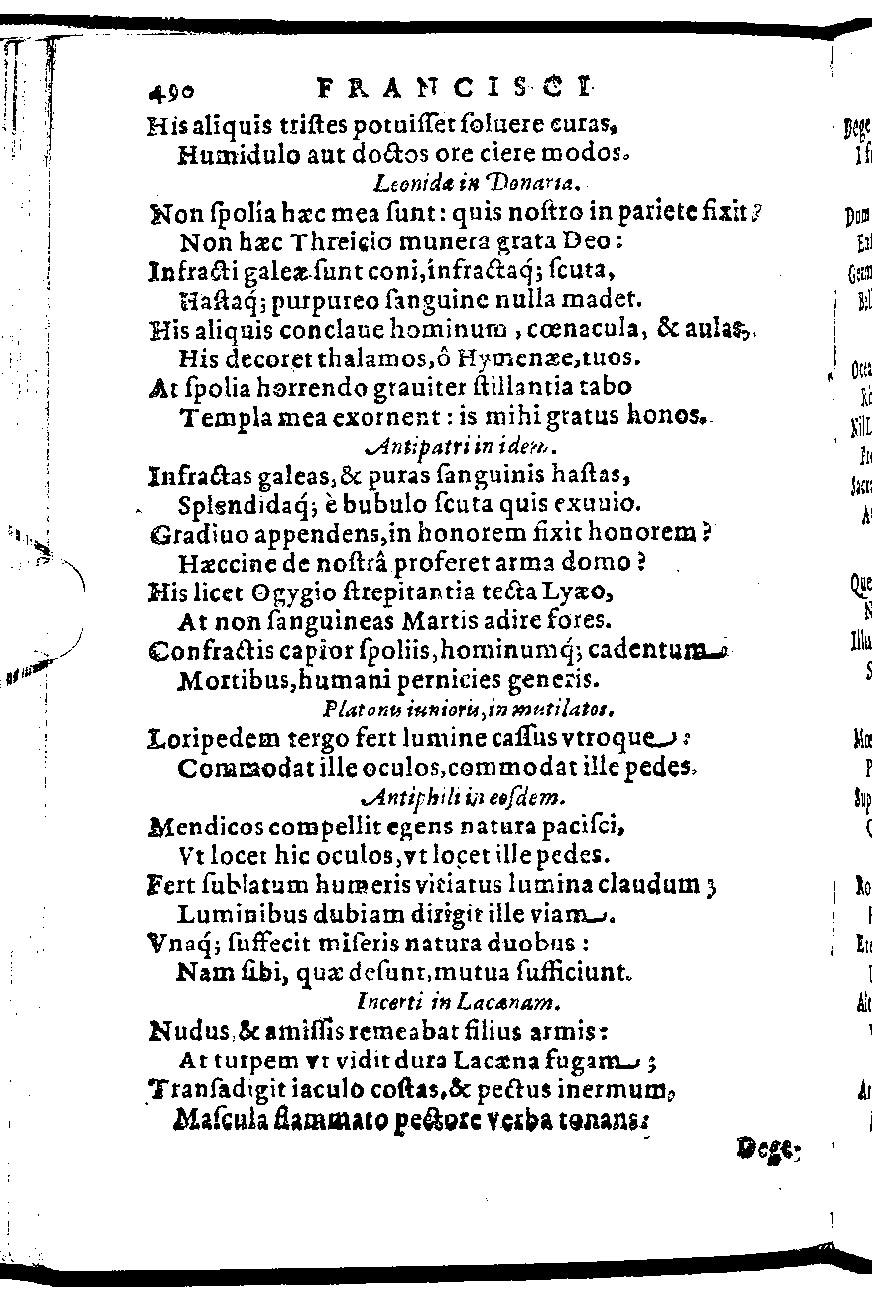 490 FRANCISCI
His aliquis tristes potuisset soluere curas,
Humidulo aut doctos ore ciere modos.
Leonidæ in Donaria.
Non spolia hæc mea sunt: quis nostro in pariete fixit?
Non hæc Threicio munera grata Deo:
Infracti galeæ sunt coni, infractaq́; scuta,
Hastaq́; purpureo sanguine nulla madet.
His aliquis conclaue hominum, cœnacula, & aulas,
His decoret thalamos, ô Hymenæe, tuos.
At spolia horrendo grauiter stillantia tabo
Templa mea exornent: is mihi gratus honos.
Antipatri in idem.
Infractas galeas, & puras sanguinis hastas,
Splendidaq́; è bubulo scuta quis exuuio.
Gradiuo appendens, in honorem fixit honorem?
Hæccine de nostrâ proferet arma domo?
His licet Ogygio strepitantia tecta Lyæo,
At non sanguineas Martis adire fores.
Confractis capior spoliis, hominumq́; cadentum
Mortibus, humani pernicies generis.
Platonis iunioris, in mutilatos.
Loripedem tergo fert lumine cassus vtroque:
Commodat ille oculos, commodat ille pedes.
Antiphili in eosdem.
Mendicos compellit egens natura pacisci,
Vt locet hic oculos, vt locet ille pedes.
Fert sublatum humeris vitiatus lumina claudum;
Luminibus dubiam dirigit ille viam.
Vnaq́; suffecit miseris natura duobus:
Nam sibi, quæ desunt, mutua sufficiunt.
Incerti in Lacænam.
Nudus, & amissis remeabat filius armis:
At turpem vt vidit dura Lacæna fugam;
Transadigit iaculo costas, & pectus inermum,
Mascula flammato pectore verba tonans:
Dege-